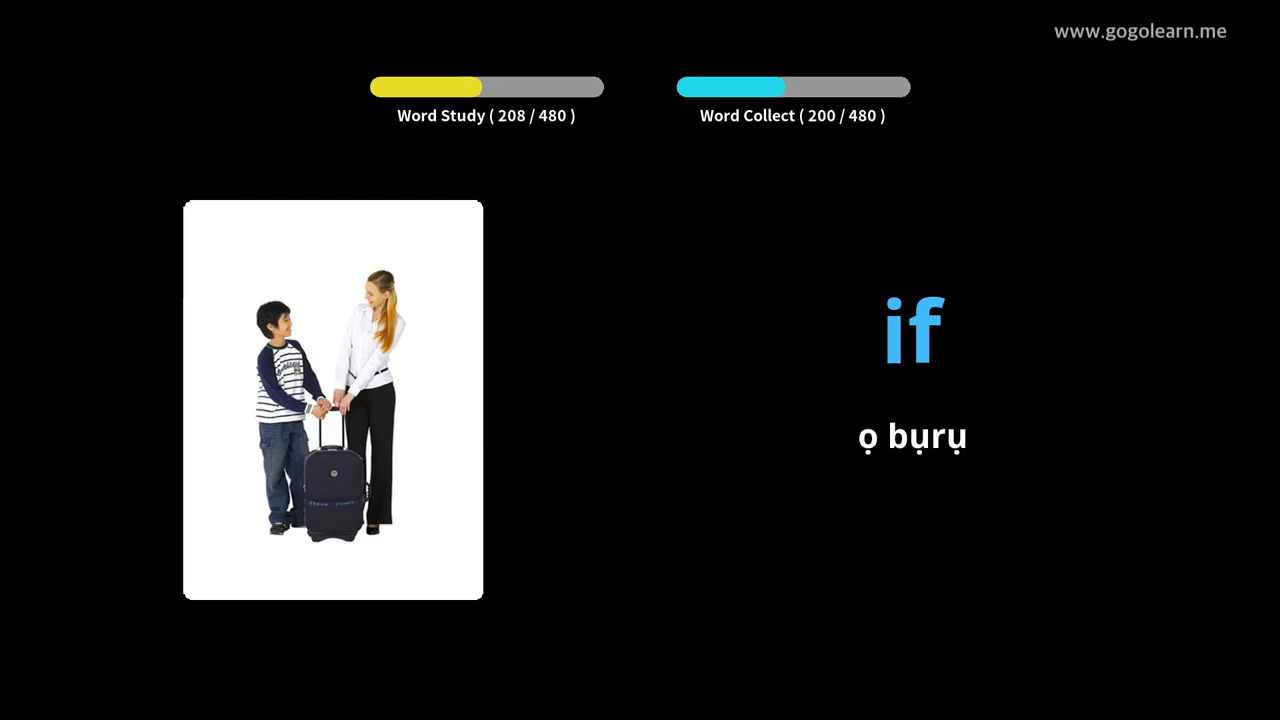 www.gogolearn.me
Word Study ( 208 / 480 )
Word Collect ( 200 / 480 )
if
ọ bụrụ